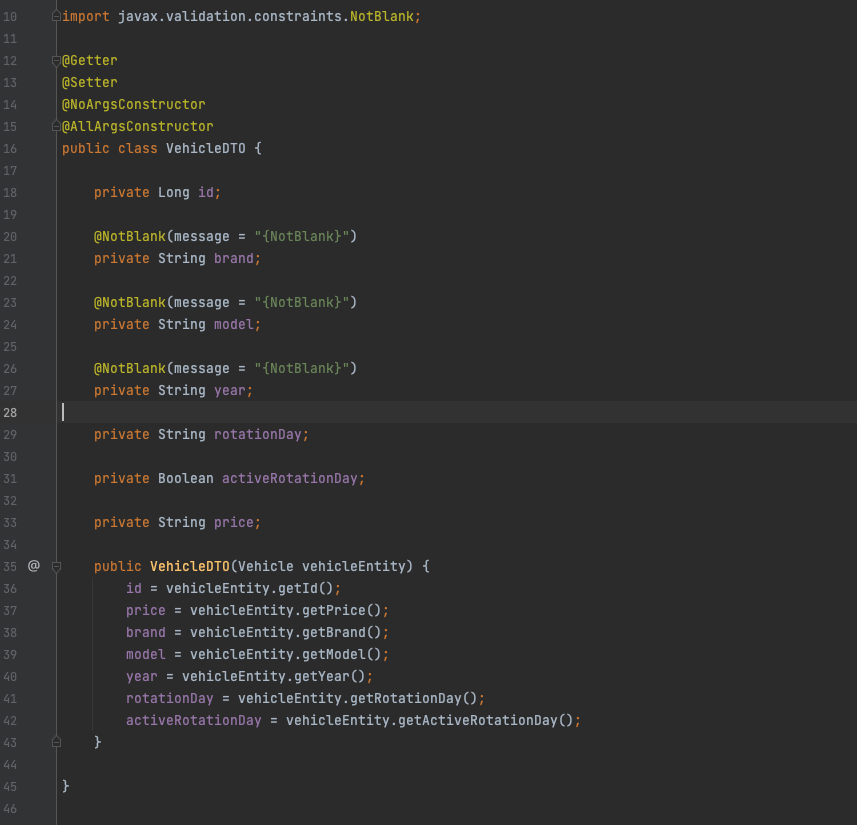 10 import javax.validation.constraints.NotBlank;
11
12 @Getter
13 @Setter
14 @NoArgsConstructor
15 @AllArgsConstructor
16 public class VehicleDTO {
17
18     private Long id;
19
20     @NotBlank(message = "{NotBlank}")
21     private String brand;
22
23     @NotBlank(message = "{NotBlank}")
24     private String model;
25
26     @NotBlank(message = "{NotBlank}")
27     private String year;
28
29     private String rotationDay;
30
31     private Boolean activeRotationDay;
32
33     private String price;
34
35 @   public VehicleDTO(Vehicle vehicleEntity) {
36         id = vehicleEntity.getId();
37         price = vehicleEntity.getPrice();
38         brand = vehicleEntity.getBrand();
39         model = vehicleEntity.getModel();
40         year = vehicleEntity.getYear();
41         rotationDay = vehicleEntity.getRotationDay();
42         activeRotationDay = vehicleEntity.getActiveRotationDay();
43     }
44
45 }
46